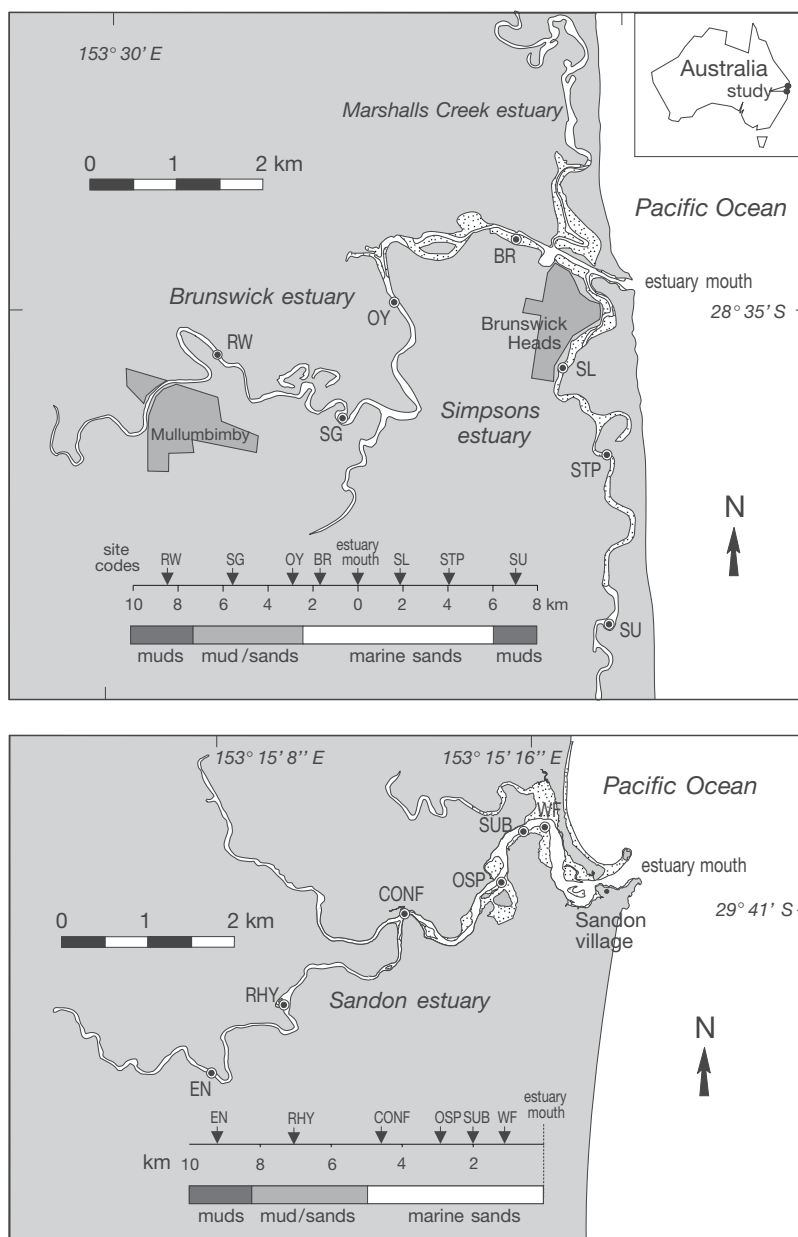 153° 30' E
Australia
study
Marshalls Creek estuary
0 1 2 km
Pacific Ocean
BR
estuary mouth
Brunswick estuary
28° 35' S
OY
Brunswick
Heads
RW
SL
Simpsons
estuary
Mullumbimby
SG
STP
N
site
codes
RW SG OY BR estuary
mouth SL STP SU
10 8 6 4 2 0 2 4 6 8 km
muds mud/sands marine sands muds
SU
153° 15' 8'' E 153° 15' 16'' E
Pacific Ocean
SUB WF
estuary mouth
OSP
CONF
29° 41' S
Sandon
village
0 1 2 km
RHY
Sandon estuary
N
EN
estuary
mouth
EN RHY CONF OSP SUB WF
km 10 8 6 4 2
muds mud/sands marine sands